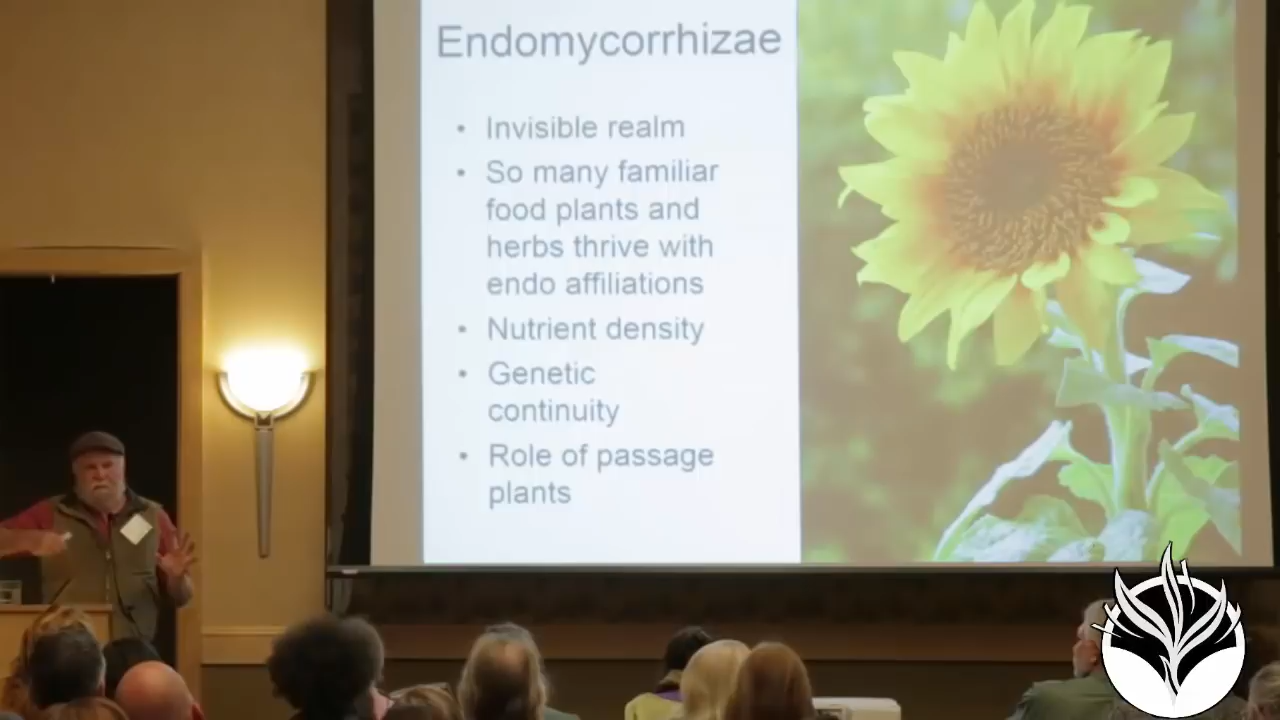 Endomycorrhizae
• Invisible realm
• So many familiar
food plants and
herbs thrive with
endo affiliations
• Nutrient density
• Genetic
continuity
• Role of passage
plants